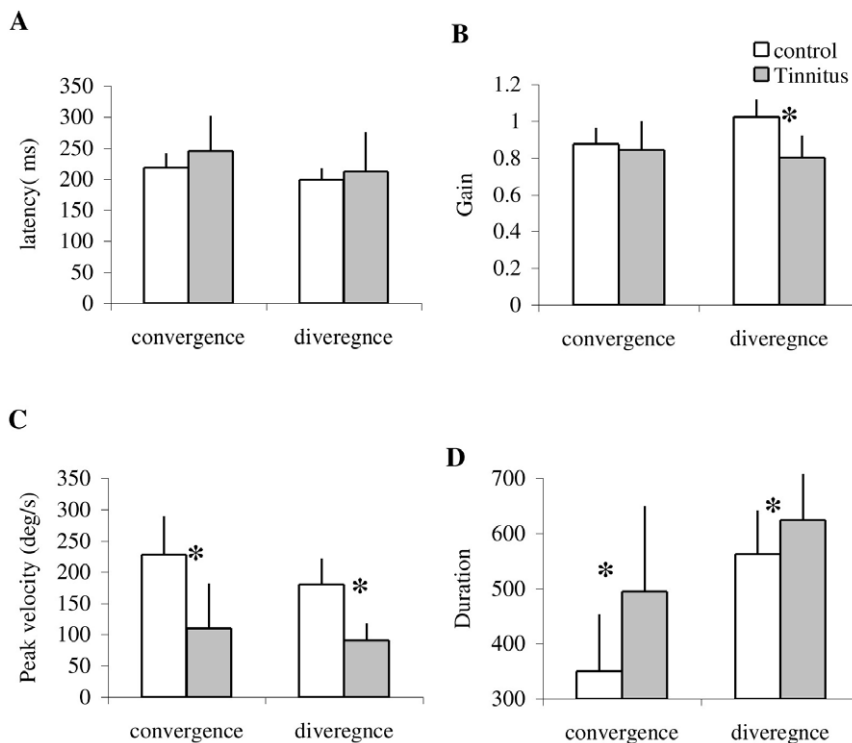 A
latency( ms)
350
300
250
200
150
100
50
0
convergence diveregnce
B
control
Tinnitus
Gain
1.2
1
0.8
0.6
0.4
0.2
0
*
convergence diveregnce
C
Peak velocity (deg/s)
350
300
250
200
150
100
50
0
*
*
convergence diveregnce
D
Duration
700
600
500
400
300
*
*
convergence diveregnce